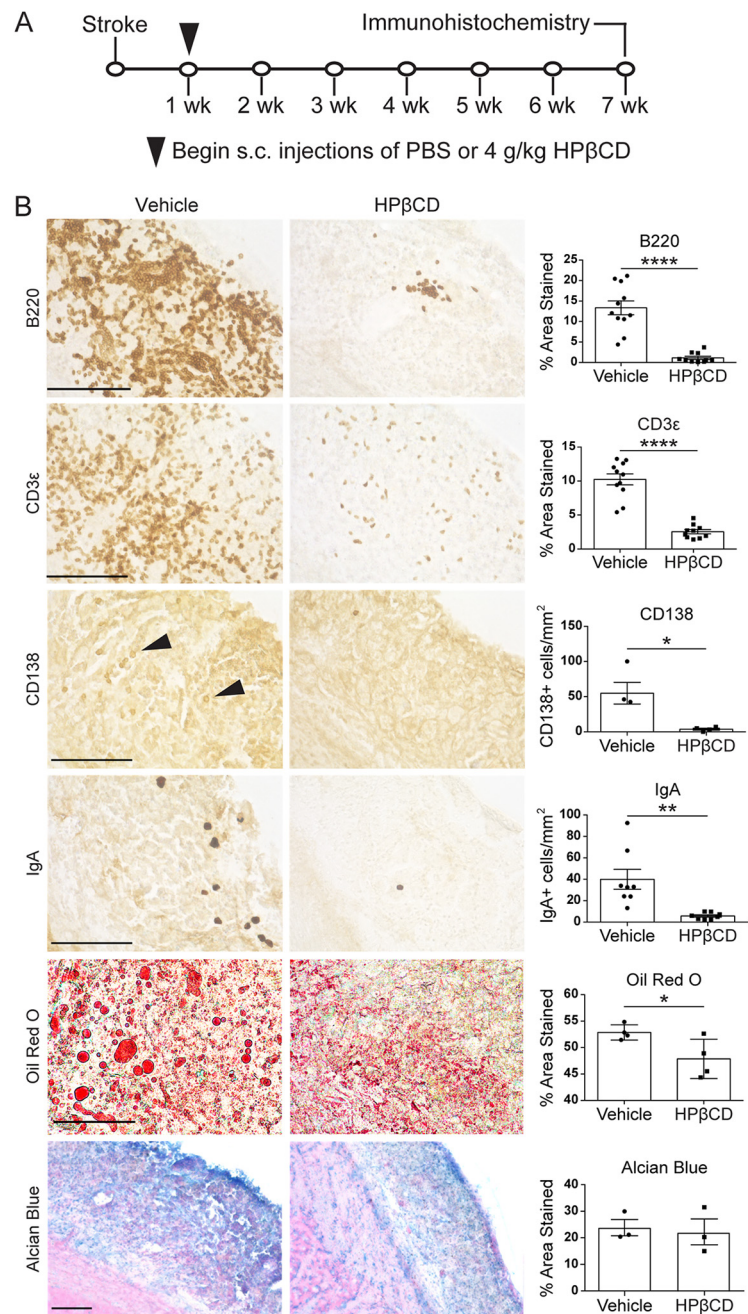 A
Stroke
Immunohistochemistry
1 wk 2 wk 3 wk 4 wk 5 wk 6 wk 7 wk
Begin s.c. injections of PBS or 4 g/kg HPβCD
B
Vehicle HPβCD
B220
B220
****
% Area Stained
25
20
15
10
5
0
Vehicle HPβCD
CD3ε
CD3ε
****
% Area Stained
15
10
5
0
Vehicle HPβCD
CD138
CD138
*
CD138+ cells/mm²
150
100
50
0
Vehicle HPβCD
IgA
IgA
**
IgA+ cells/mm²
100
80
60
40
20
0
Vehicle HPβCD
Oil Red O
Oil Red O
*
% Area Stained
60
55
50
45
40
Vehicle HPβCD
Alcian Blue
Alcian Blue
% Area Stained
50
40
30
20
10
0
Vehicle HPβCD